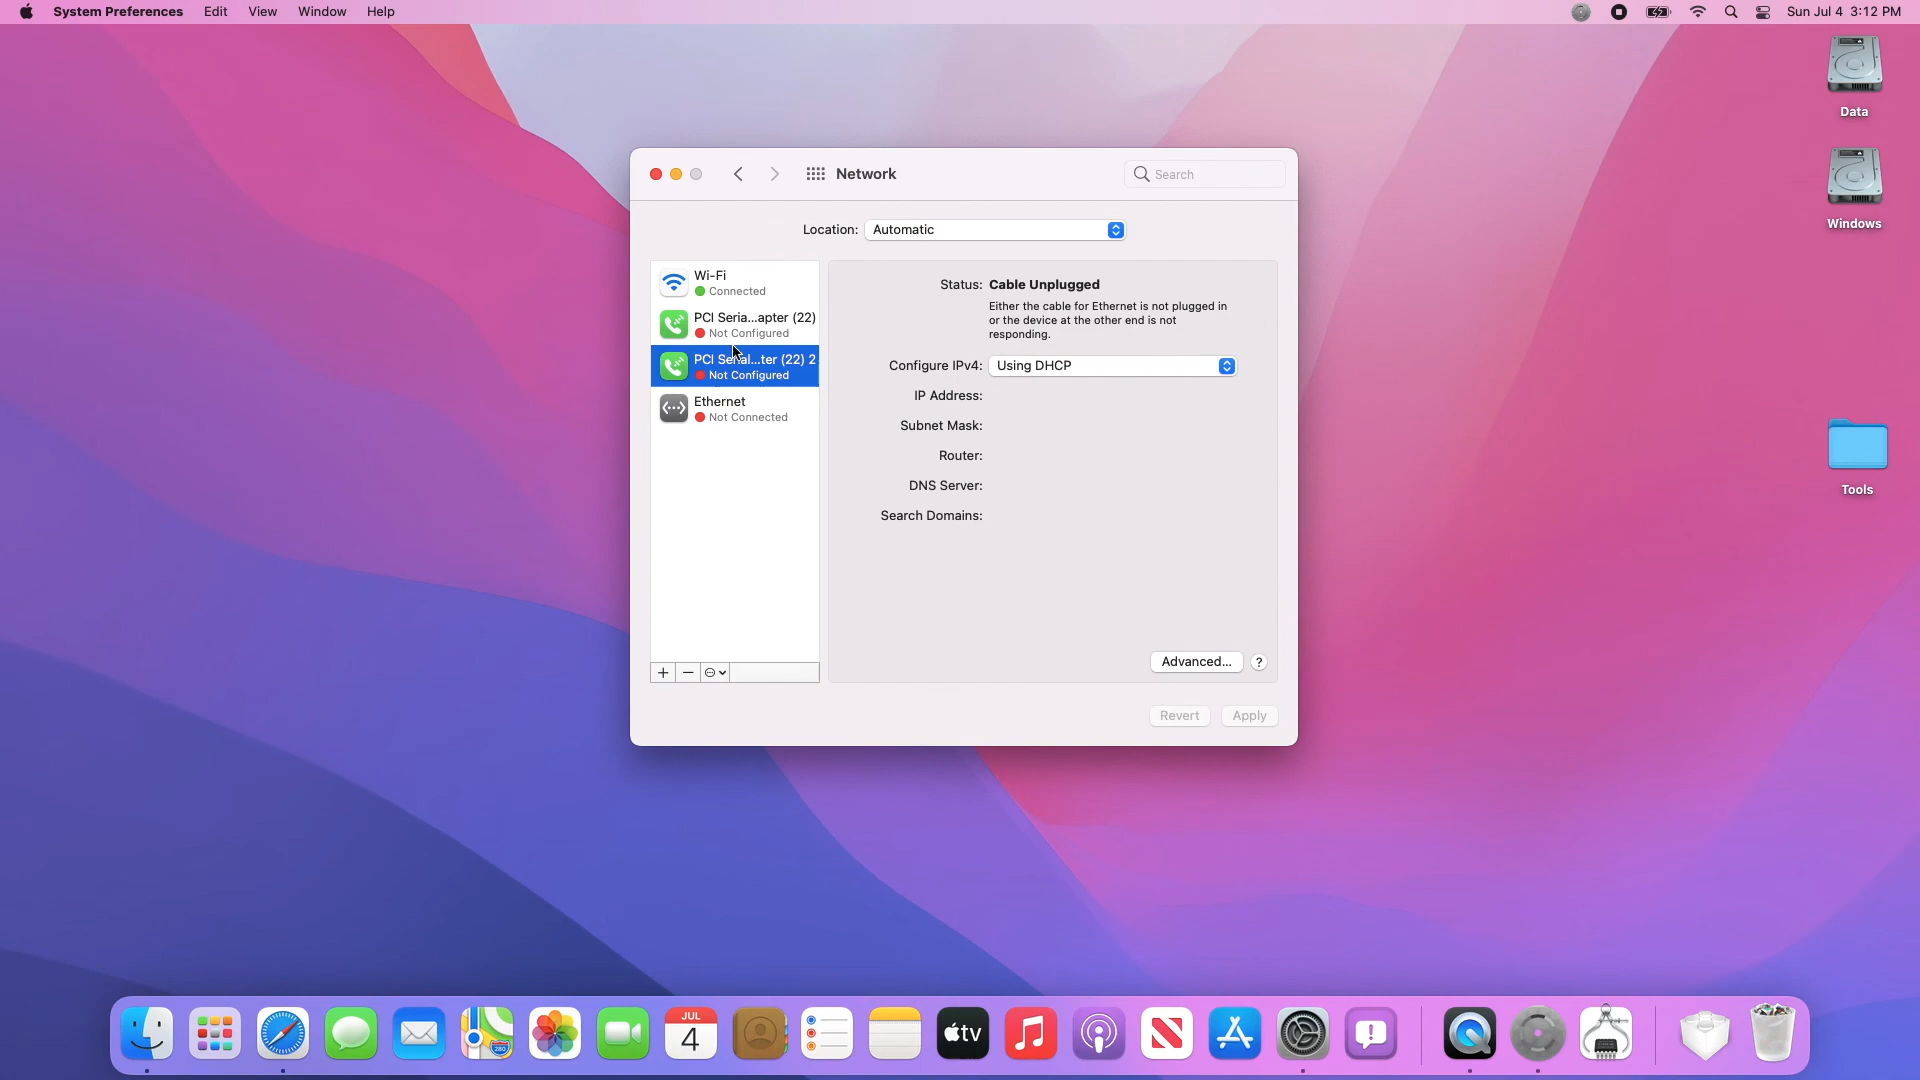 System Preferences Edit View Window Help Sun Jul 4 3:12 PM
Data
Windows
Tools
Network
Search
Location: Automatic
Wi-Fi
Connected
PCI Seria...apter (22)
Not Configured
PCI Serial...ter (22) 2
Not Configured
Ethernet
Not Connected
Status: Cable Unplugged
Either the cable for Ethernet is not plugged in
or the device at the other end is not
responding.
Configure IPv4: Using DHCP
IP Address:
Subnet Mask:
Router:
DNS Server:
Search Domains:
Advanced... ?
Revert Apply
280
JUL
4
tv